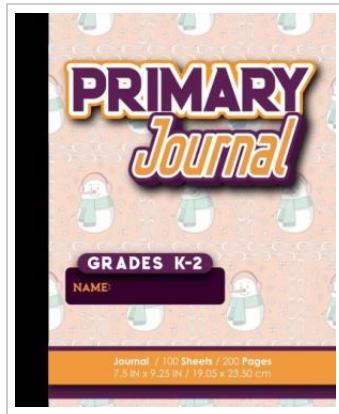 PRIMARY
Journal
GRADES K-2
NAME:
Journal / 100 Sheets / 200 Pages
7.5 IN x 9.25 IN / 19.05 x 23.50 cm